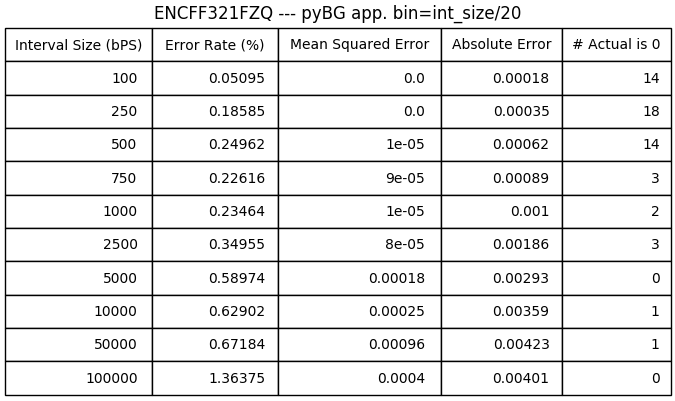 ENCFF321FZQ --- pyBG app. bin=int_size/20
Interval Size (bPS) Error Rate (%) Mean Squared Error Absolute Error # Actual is 0
100 0.05095 0.0 0.00018 14
250 0.18585 0.0 0.00035 18
500 0.24962 1e-05 0.00062 14
750 0.22616 9e-05 0.00089 3
1000 0.23464 1e-05 0.001 2
2500 0.34955 8e-05 0.00186 3
5000 0.58974 0.00018 0.00293 0
10000 0.62902 0.00025 0.00359 1
50000 0.67184 0.00096 0.00423 1
100000 1.36375 0.0004 0.00401 0